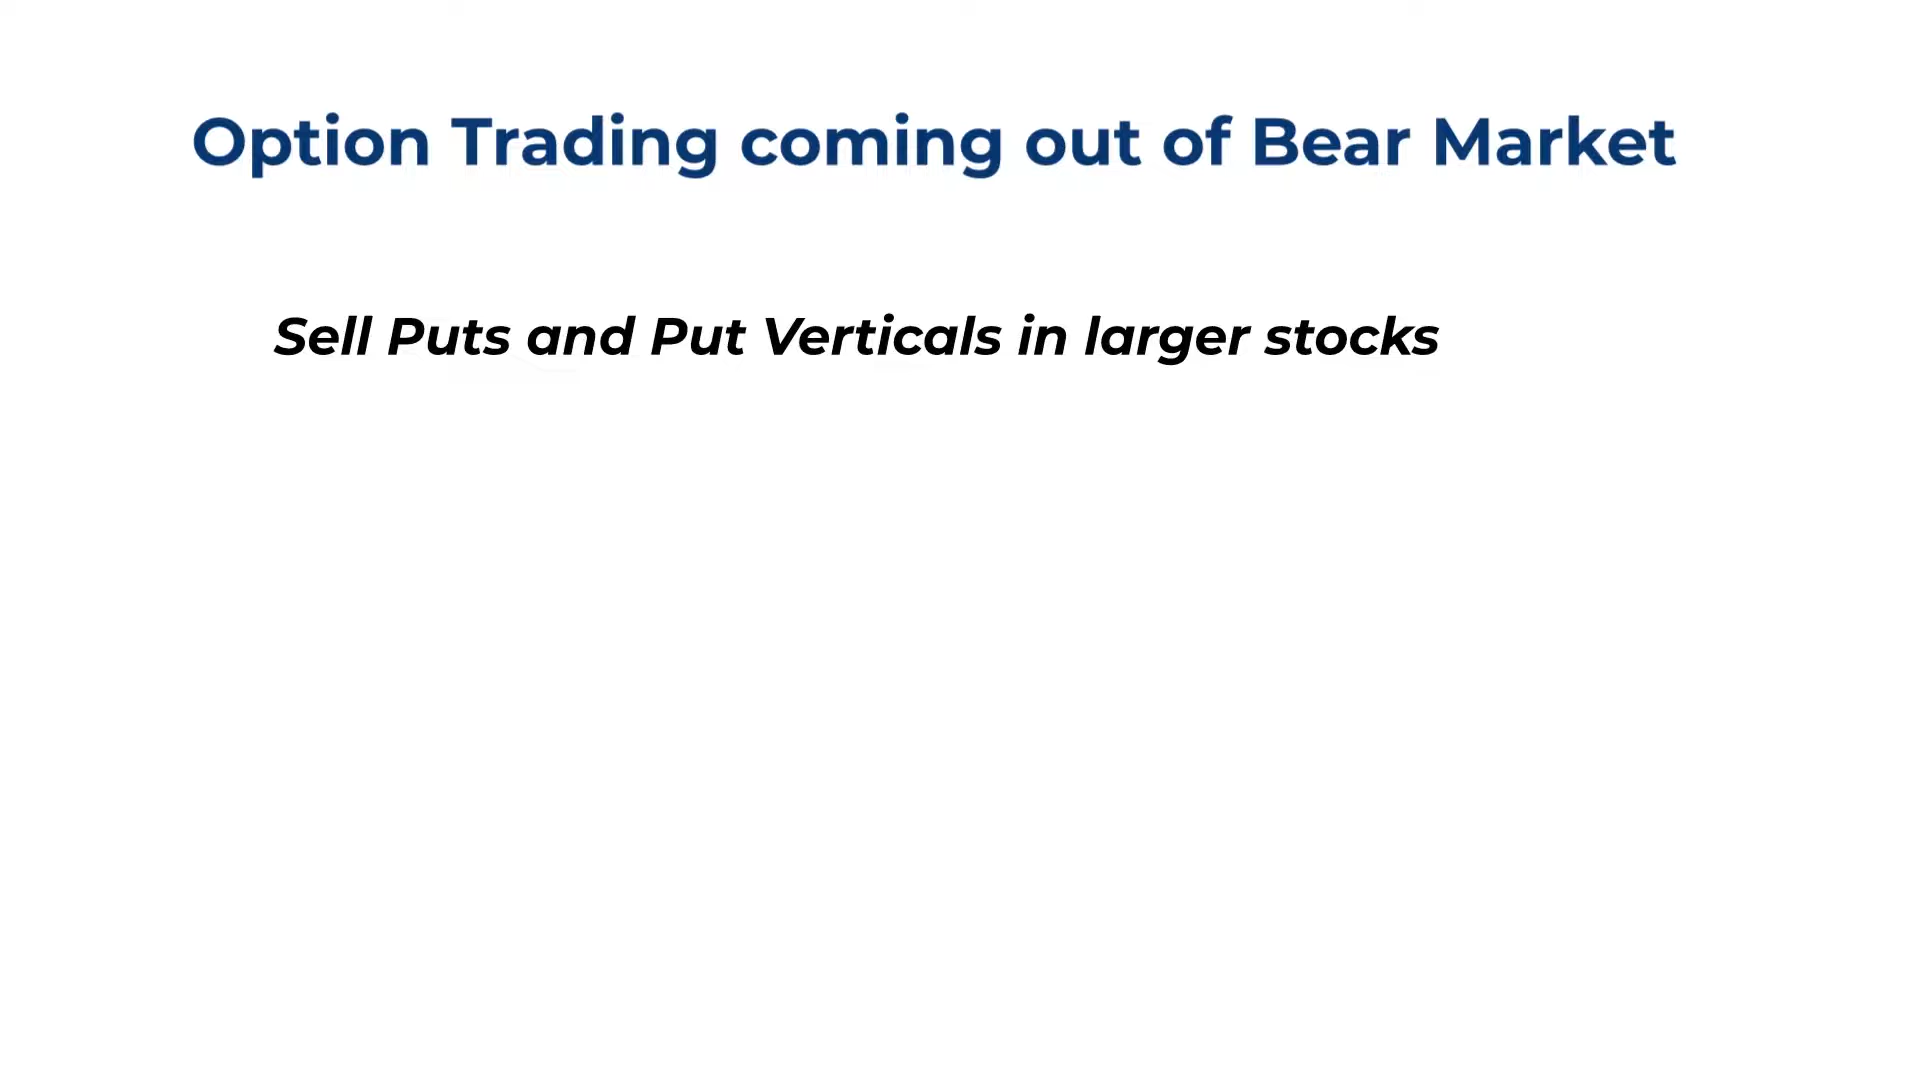 Option Trading coming out of Bear Market
Sell Puts and Put Verticals in larger stocks